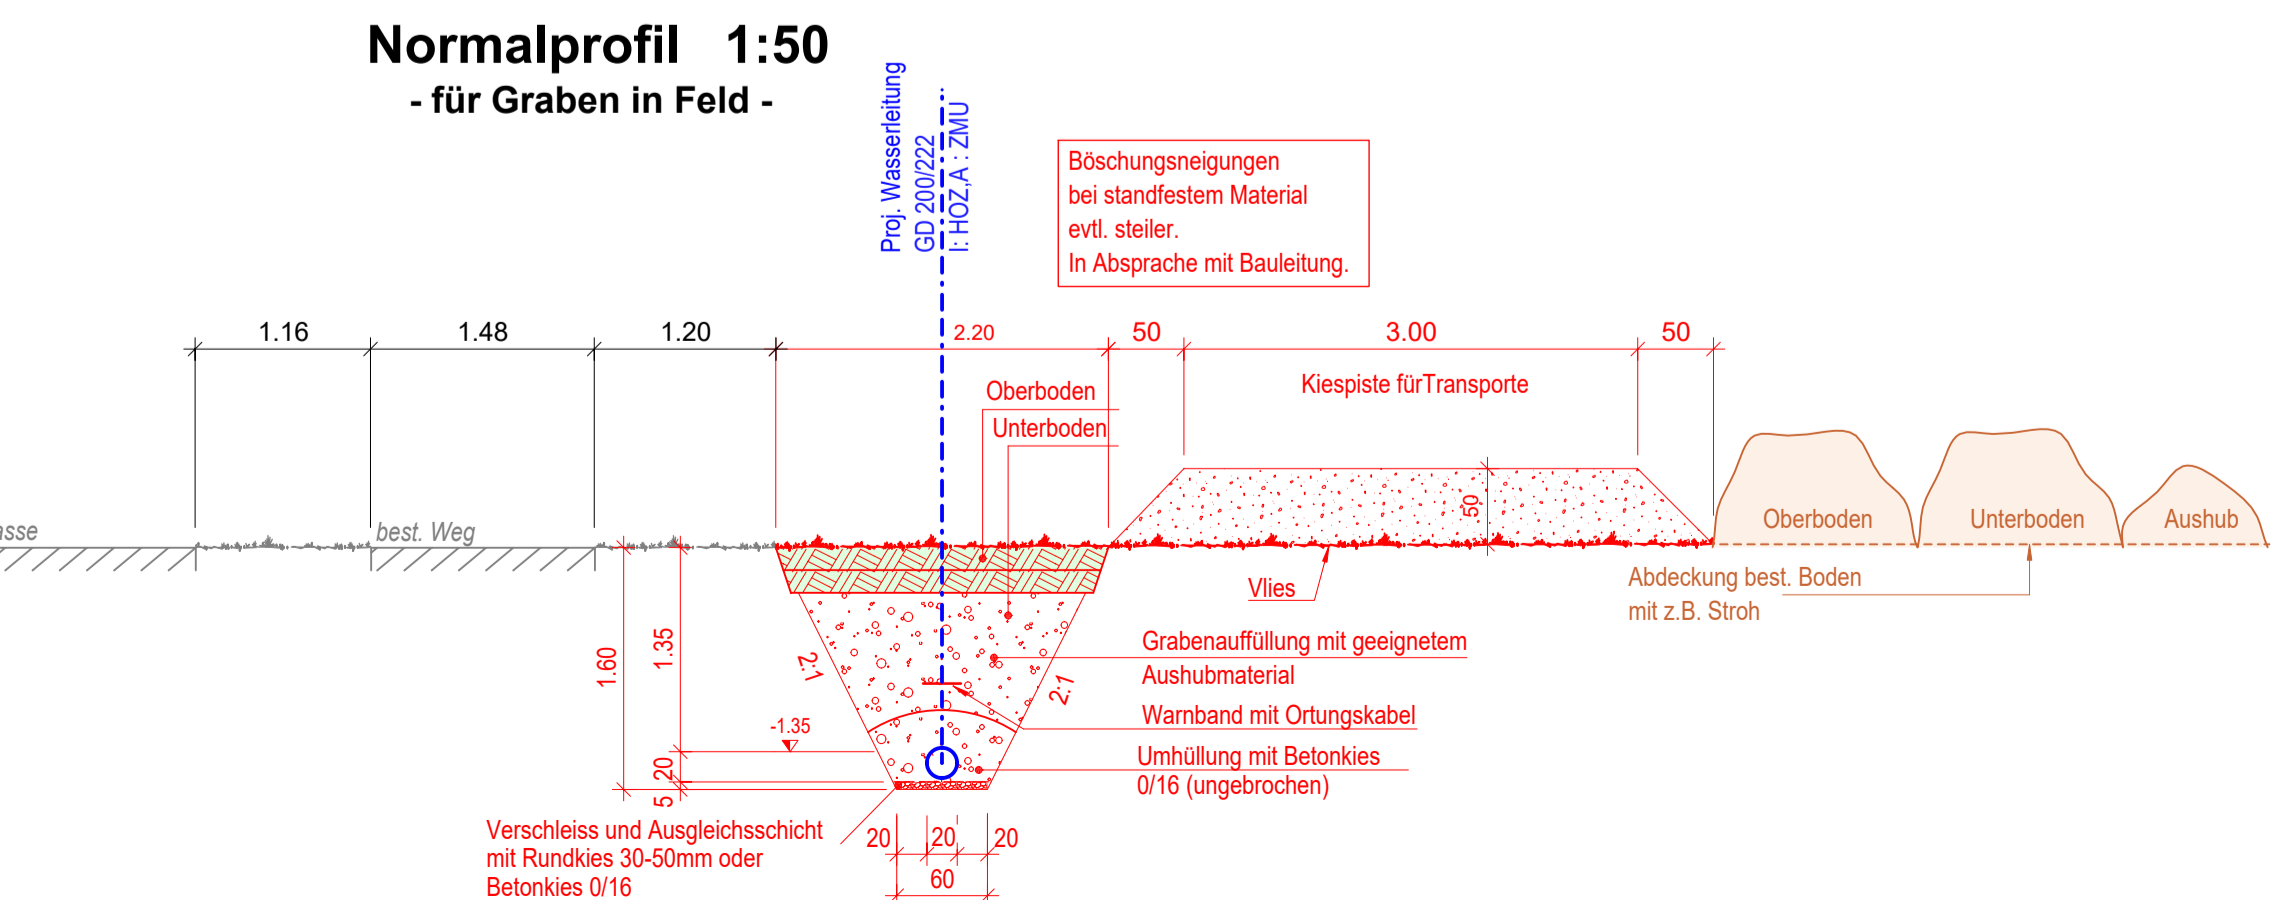 Normalprofil 1:50
- für Graben in Feld -
Proj. Wasserleitung
GD 200/222
I: HOZ,A : ZMU
Böschungsneigungen
bei standfestem Material
evtl. steiler.
In Absprache mit Bauleitung.
1.16
1.48
1.20
2.20
50
3.00
50
Kiespiste fürTransporte
Oberboden
Unterboden
50
asse
best. Weg
Oberboden
Unterboden
Aushub
Vlies
Abdeckung best. Boden
mit z.B. Stroh
1.60
1.35
2:1
2:1
Grabenauffüllung mit geeignetem
Aushubmaterial
Warnband mit Ortungskabel
-1.35
20
5
Umhüllung mit Betonkies
0/16 (ungebrochen)
Verschleiss und Ausgleichsschicht
mit Rundkies 30-50mm oder
Betonkies 0/16
20
20
20
60